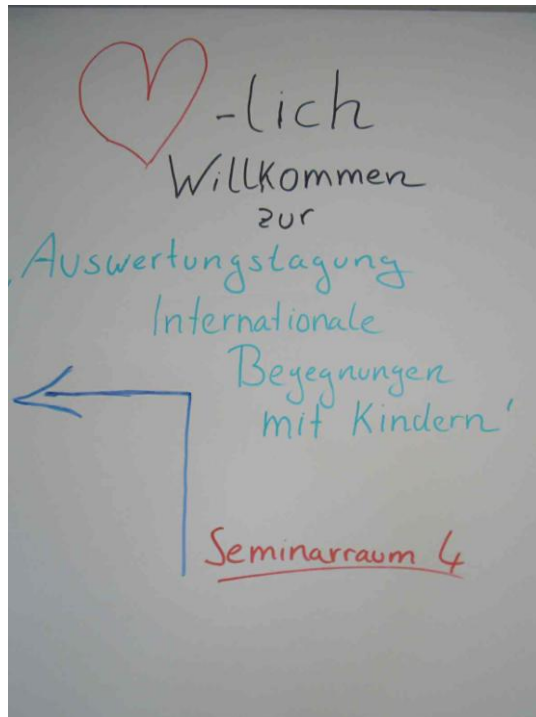 -lich
Willkommen
zur
‚Auswertungstagung
Internationale
Begegnungen
mit Kindern'
Seminarraum 4